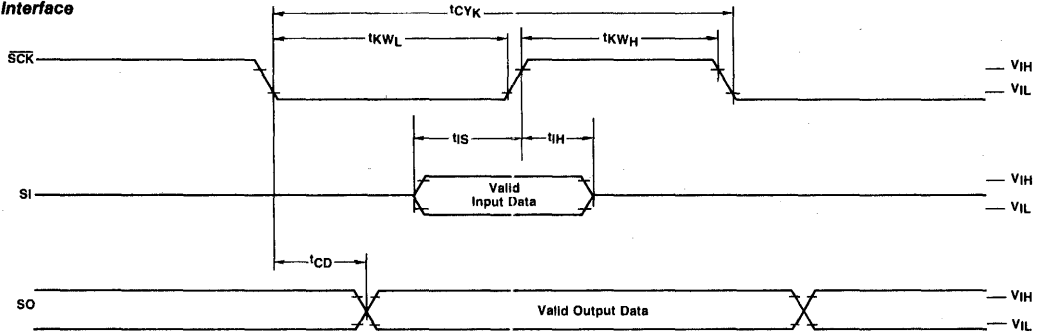 Interface
tCYK
tKWL
tKWH
SCK
VIH
VIL
tIS
tIH
SI
Valid
Input Data
VIH
VIL
tCD
SO
Valid Output Data
VIH
VIL